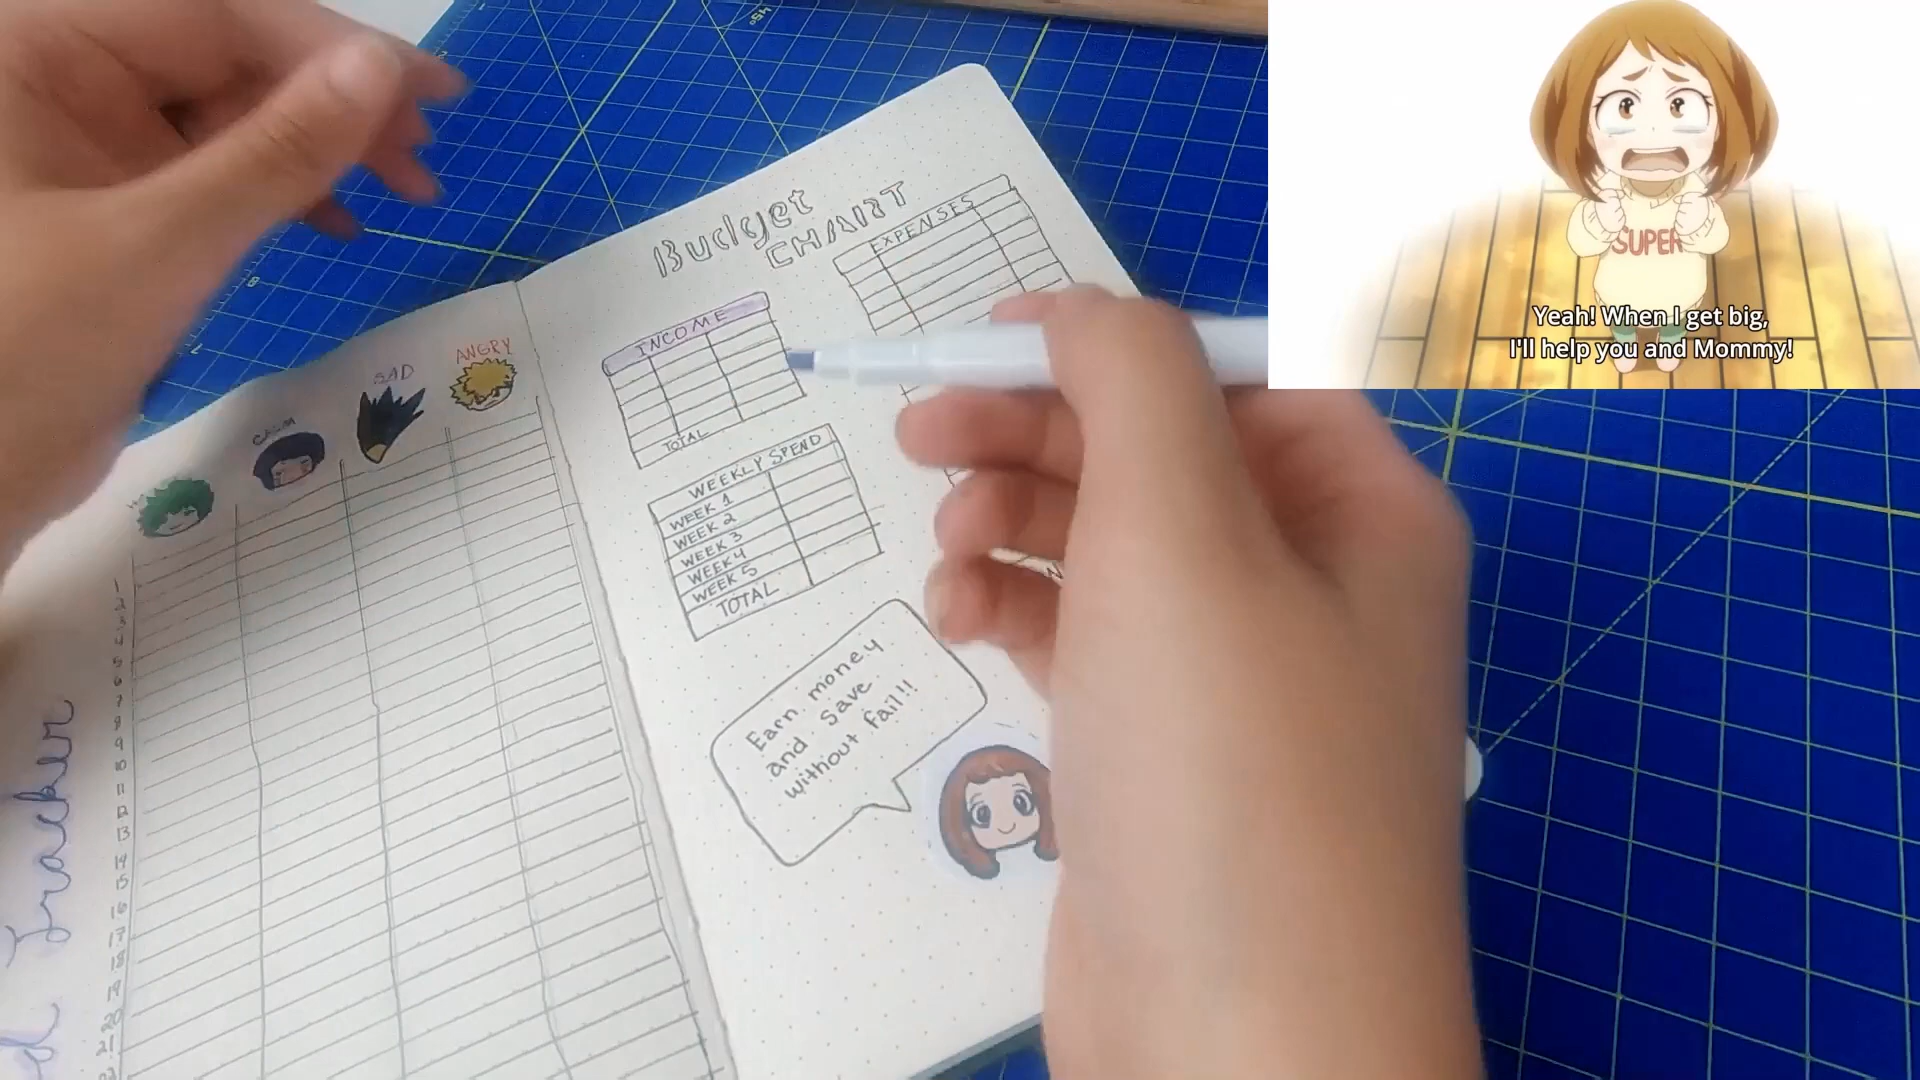 Budget
CHART
INCOME
TOTAL
EXPENSES
WEEKLY SPEND
WEEK 1
WEEK 2
WEEK 3
WEEK 4
WEEK 5
TOTAL
Earn money
and save
without fail!!
CALM
SAD
ANGRY
1
2
3
4
5
6
7
8
9
10
11
12
13
14
15
16
17
18
19
20
21
Tracker
SUPER
Yeah! When I get big,
I'll help you and Mommy!
45°